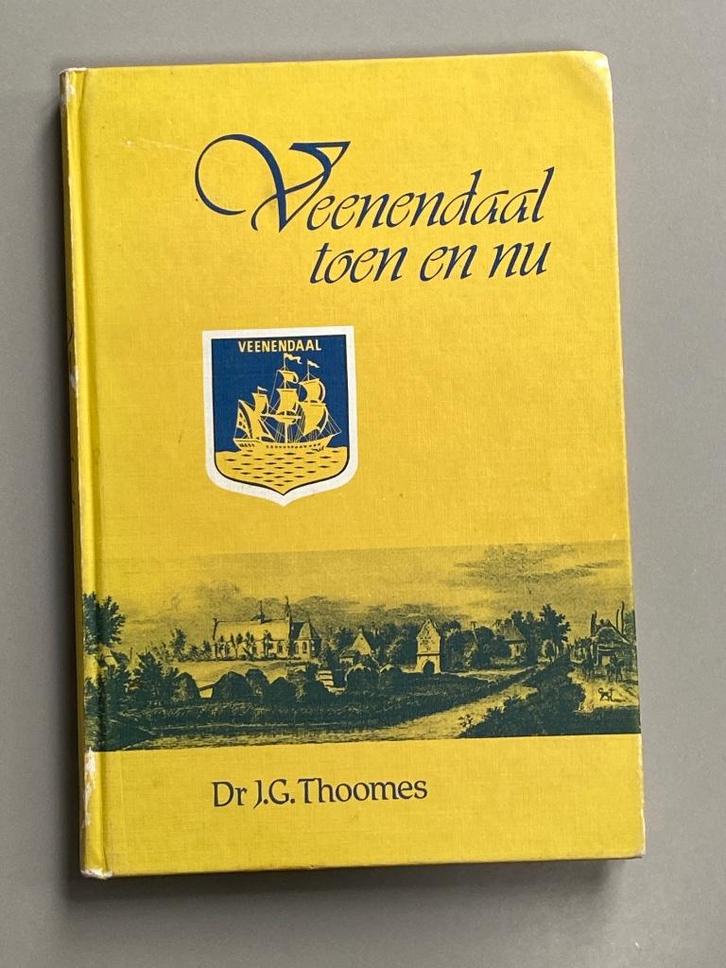 Veenendaal
toen en nu
VEENENDAAL
Dr J.G. Thoomes